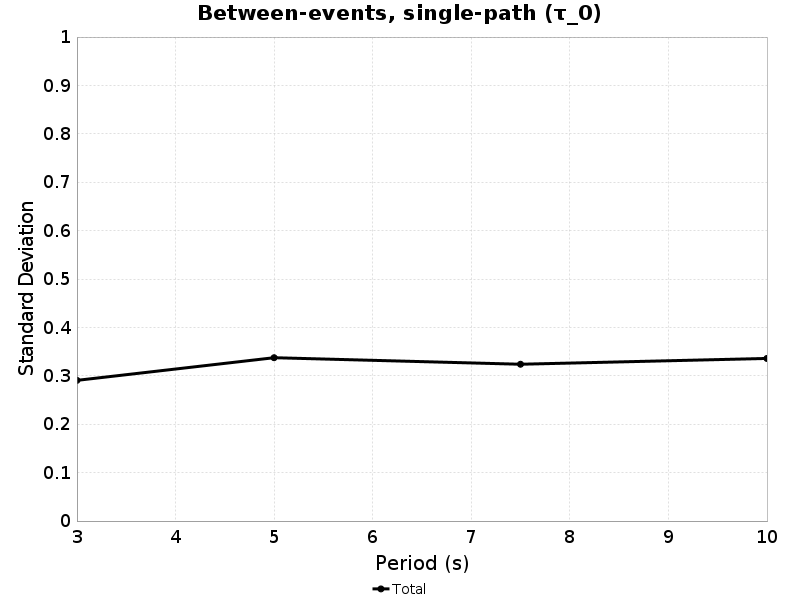 Between-events, single-path (τ_0)
1
0.9
0.8
0.7
0.6
0.5
0.4
0.3
0.2
0.1
0
Standard Deviation
3 4 5 6 7 8 9 10
Period (s)
Total